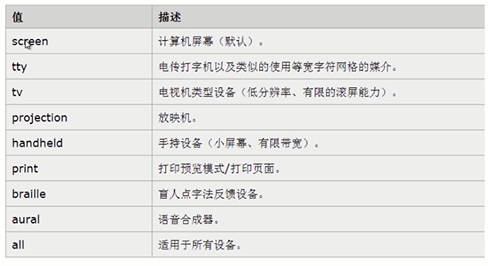 值 描述
screen 计算机屏幕（默认）。
tty 电传打字机以及类似的使用等宽字符网格的媒介。
tv 电视机类型设备（低分辨率、有限的滚屏能力）。
projection 放映机。
handheld 手持设备（小屏幕、有限带宽）。
print 打印预览模式/打印页面。
braille 盲人点字法反馈设备。
aural 语音合成器。
all 适用于所有设备。